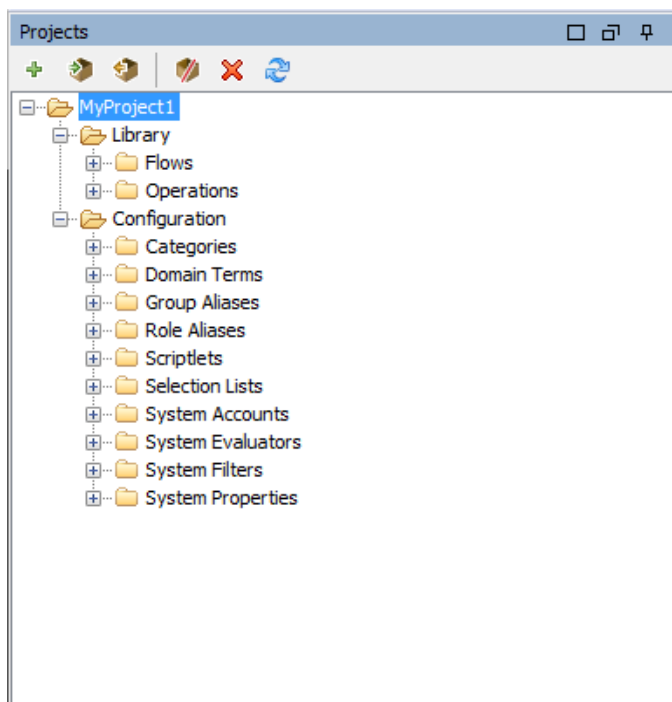 Projects
MyProject1
Library
Flows
Operations
Configuration
Categories
Domain Terms
Group Aliases
Role Aliases
Scriptlets
Selection Lists
System Accounts
System Evaluators
System Filters
System Properties